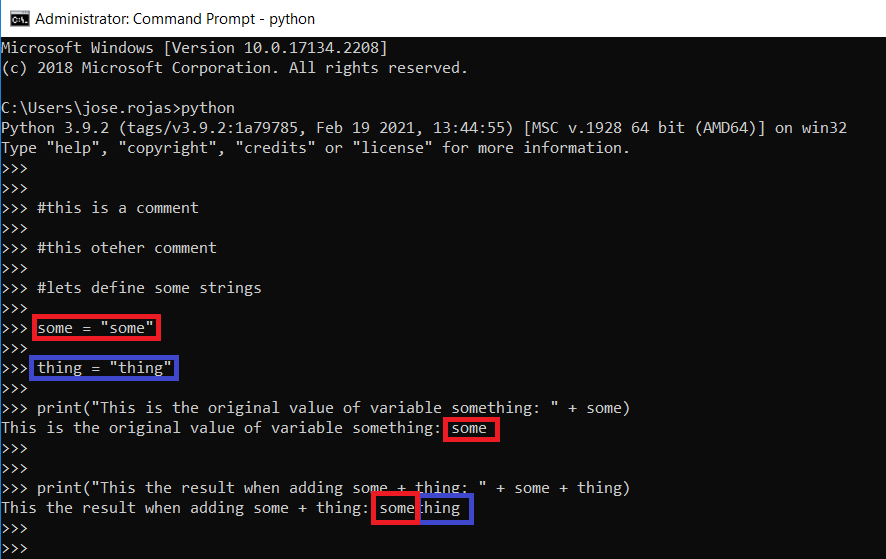 Administrator: Command Prompt - python
Microsoft Windows [Version 10.0.17134.2208]
(c) 2018 Microsoft Corporation. All rights reserved.
C:\Users\jose.rojas>python
Python 3.9.2 (tags/v3.9.2:1a79785, Feb 19 2021, 13:44:55) [MSC v.1928 64 bit (AMD64)] on win32
Type "help", "copyright", "credits" or "license" for more information.
>>>
>>>
>>> #this is a comment
>>>
>>> #this oteher comment
>>>
>>> #lets define some strings
>>>
>>> some = "some"
>>>
>>> thing = "thing"
>>>
>>> print("This is the original value of variable something: " + some)
This is the original value of variable something: some
>>>
>>>
>>> print("This the result when adding some + thing: " + some + thing)
This the result when adding some + thing: something
>>>
>>>